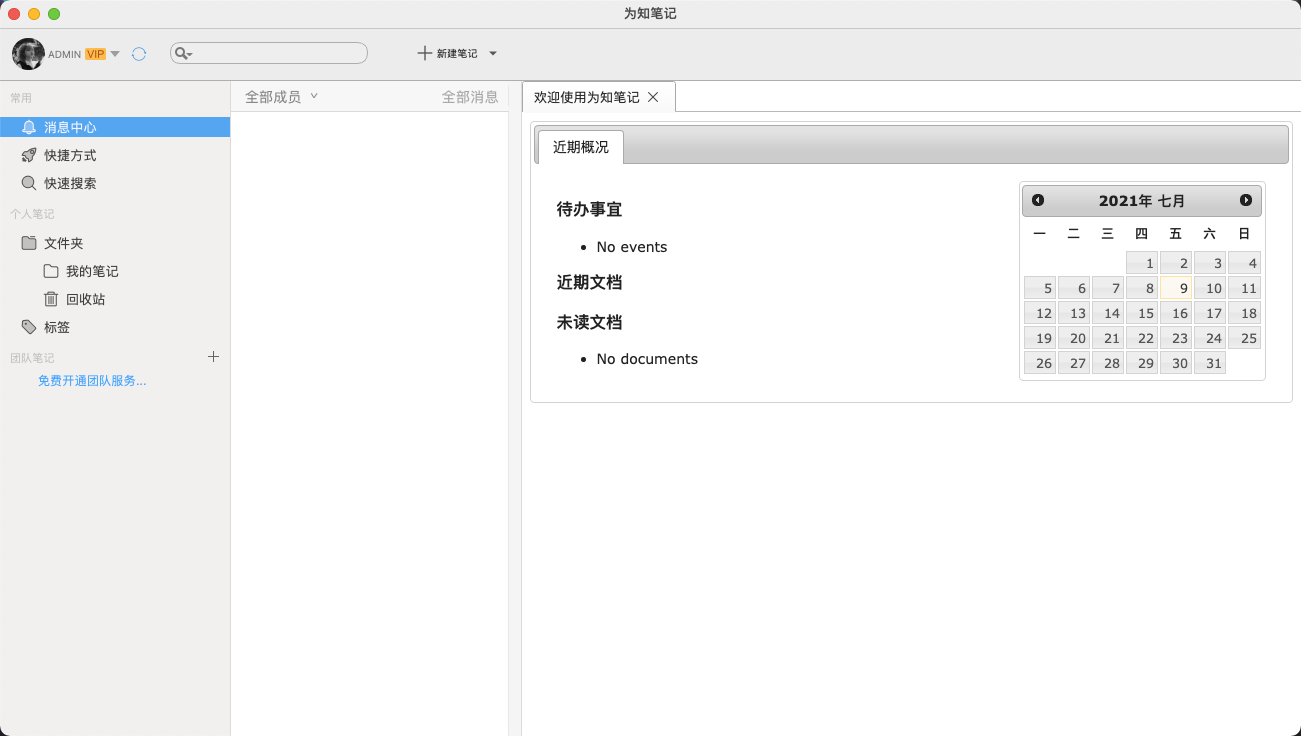 为知笔记
ADMIN VIP
新建笔记
常用
消息中心
快捷方式
快速搜索
个人笔记
文件夹
我的笔记
回收站
标签
团队笔记
免费开通团队服务...
全部成员
全部消息
欢迎使用为知笔记
近期概况
待办事宜
No events
近期文档
未读文档
No documents
2021年 七月
一 二 三 四 五 六 日
1 2 3 4
5 6 7 8 9 10 11
12 13 14 15 16 17 18
19 20 21 22 23 24 25
26 27 28 29 30 31